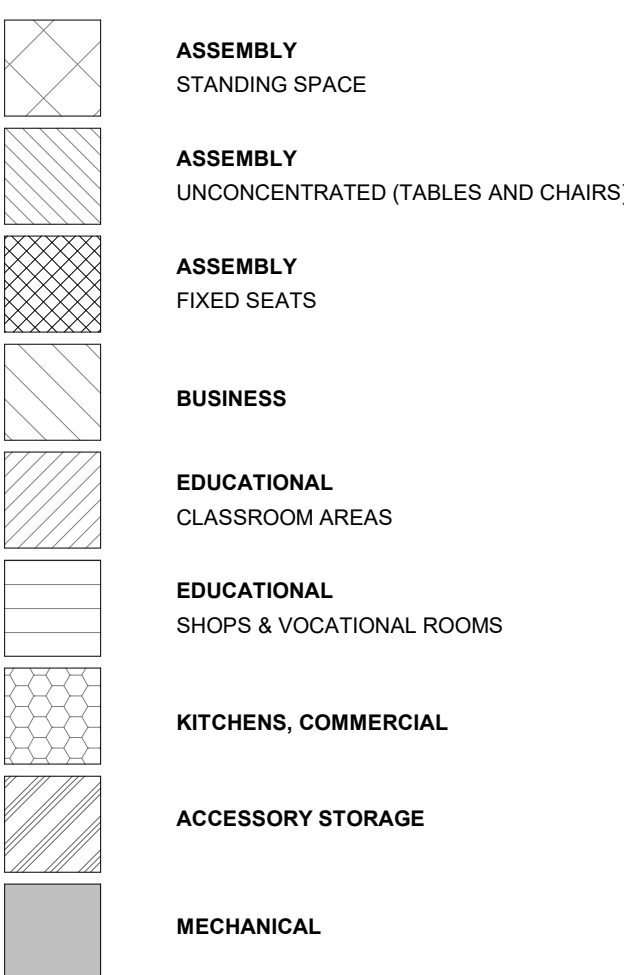 ASSEMBLY
STANDING SPACE
ASSEMBLY
UNCONCENTRATED (TABLES AND CHAIRS)
ASSEMBLY
FIXED SEATS
BUSINESS
EDUCATIONAL
CLASSROOM AREAS
EDUCATIONAL
SHOPS & VOCATIONAL ROOMS
KITCHENS, COMMERCIAL
ACCESSORY STORAGE
MECHANICAL